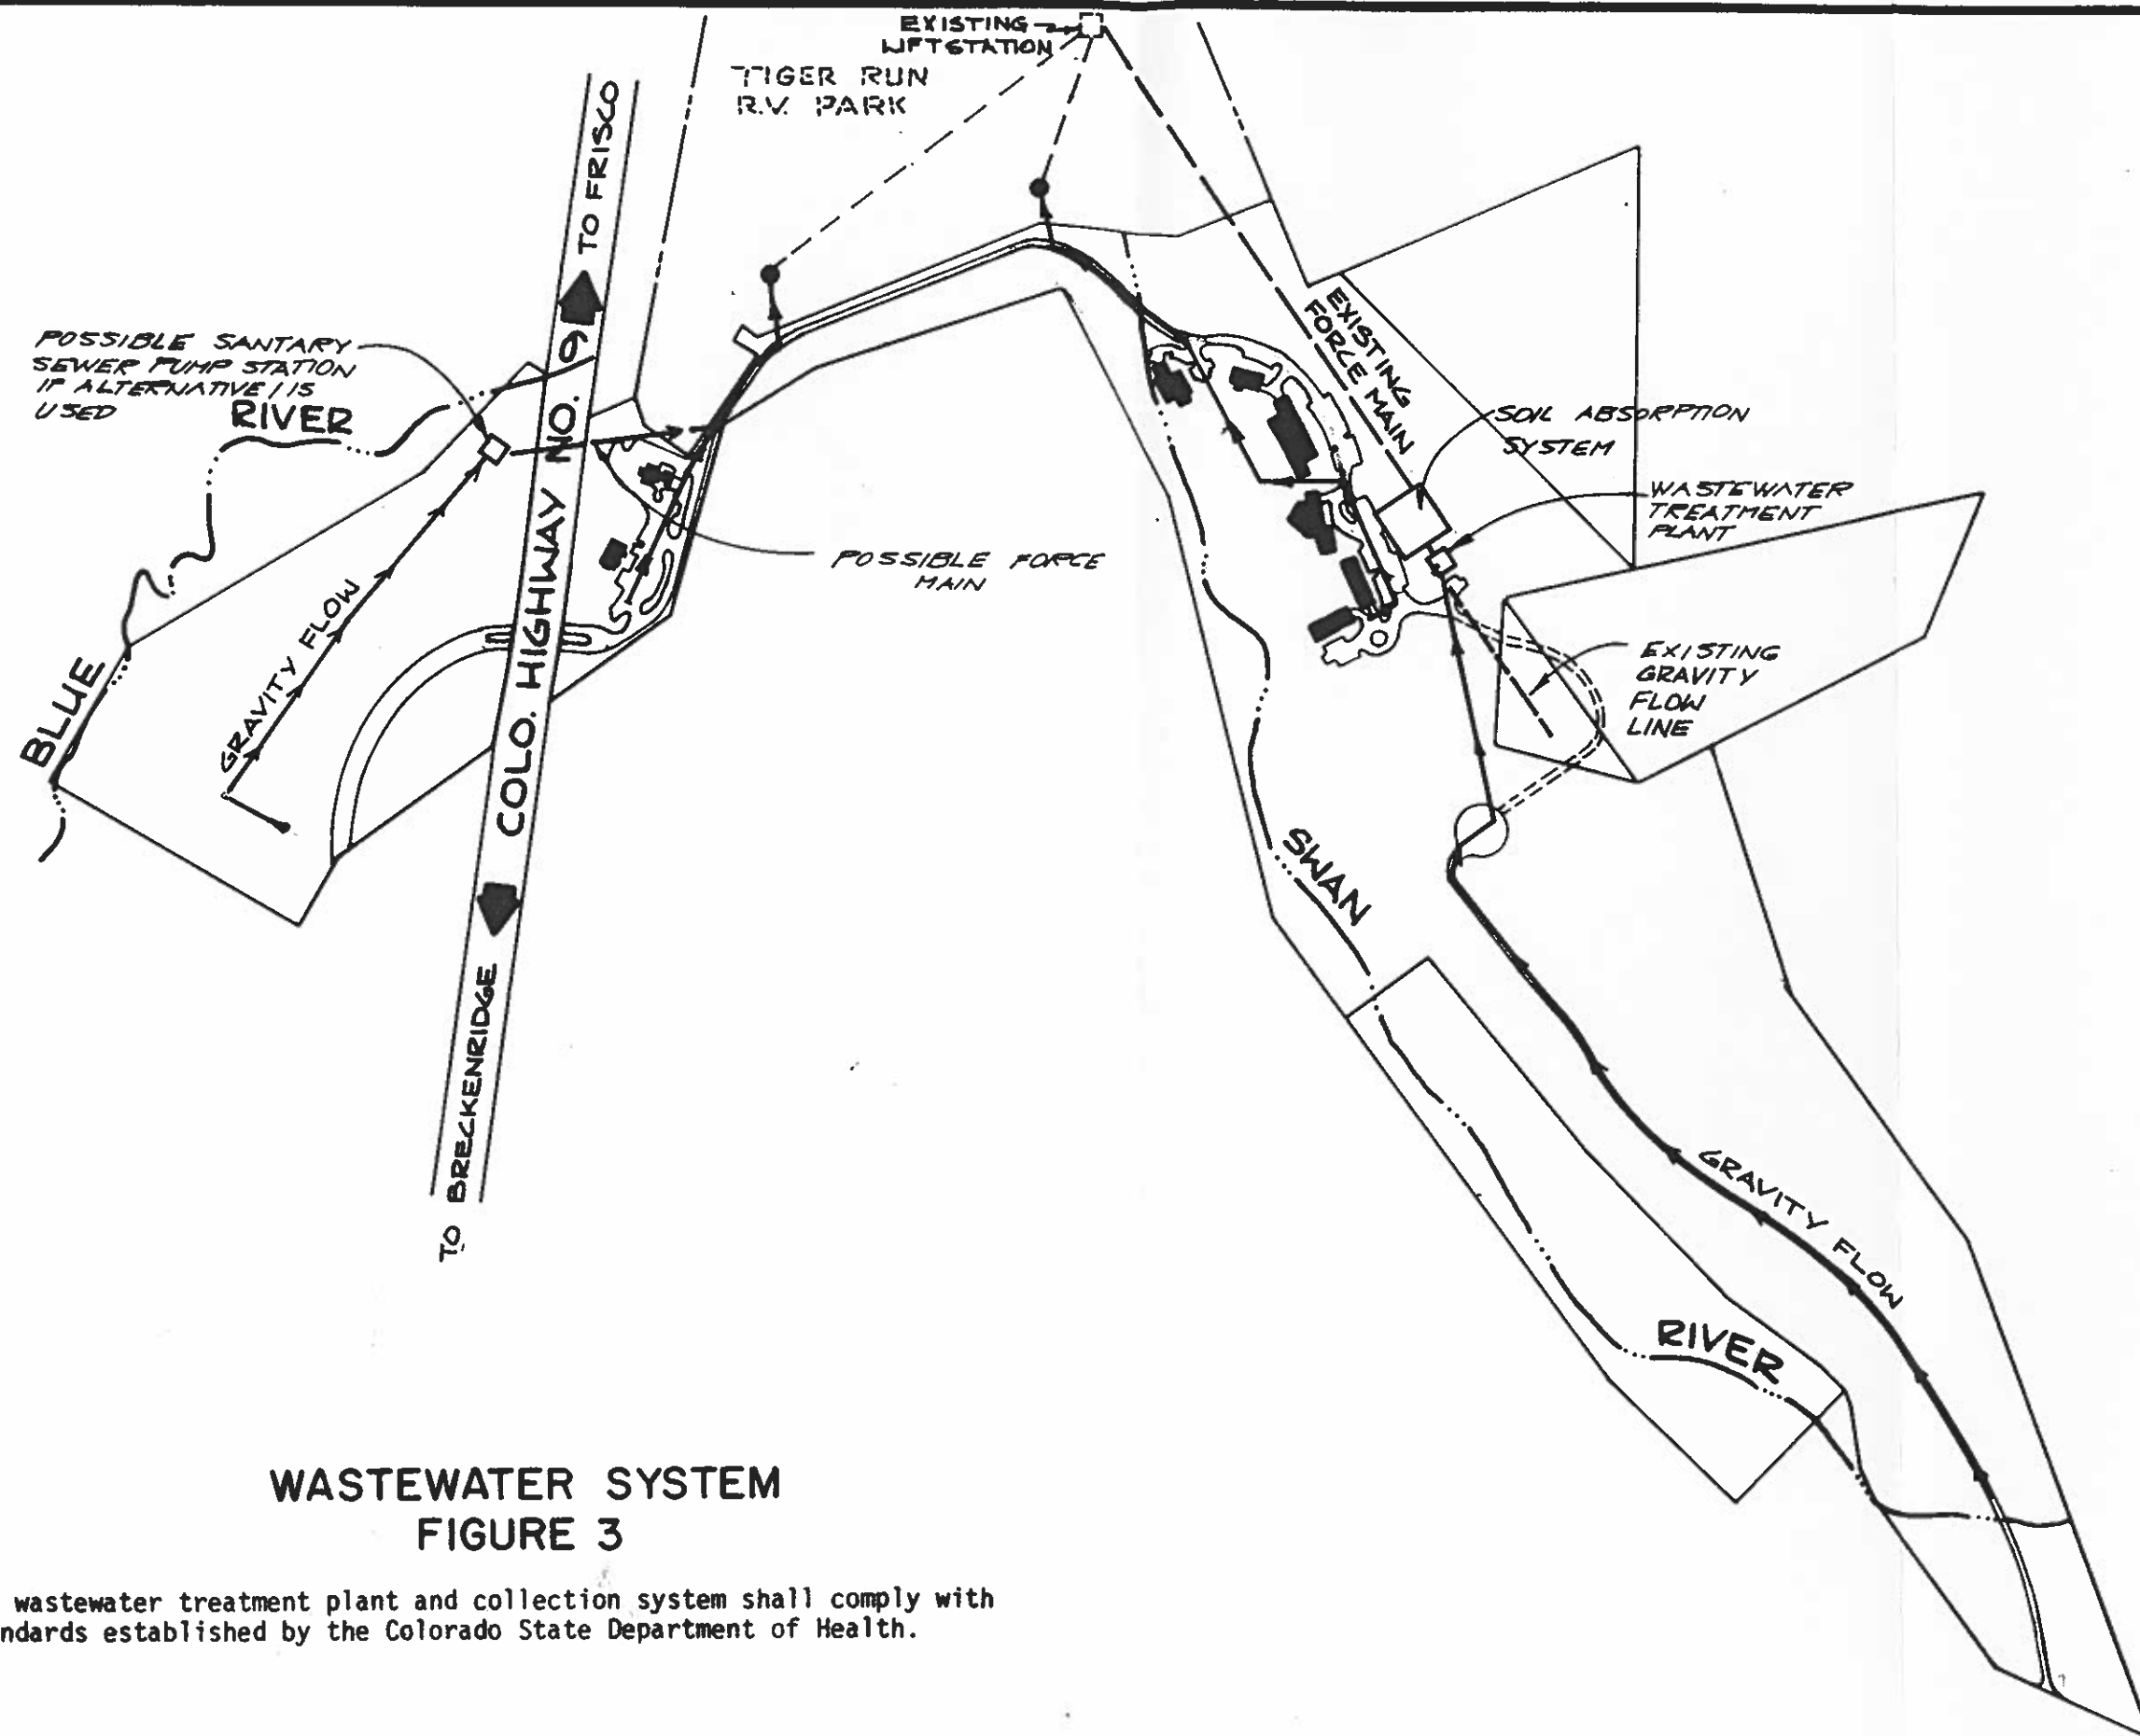 EXISTING
LIFTSTATION
TIGER RUN
R.V. PARK
TO FRISCO
POSSIBLE SANTARY
SEWER PUMP STATION
IF ALTERNATIVE 1 IS
USED
RIVER
BLUE
GRAVITY FLOW
COLO. HIGHWAY NO. 9
TO BRECKENRIDGE
POSSIBLE FORCE
MAIN
EXISTING
FORCE MAIN
SOIL ABSORPTION
SYSTEM
WASTEWATER
TREATMENT
PLANT
EXISTING
GRAVITY
FLOW
LINE
SWAN
RIVER
GRAVITY FLOW
WASTEWATER SYSTEM
FIGURE 3
wastewater treatment plant and collection system shall comply with
ndards established by the Colorado State Department of Health.